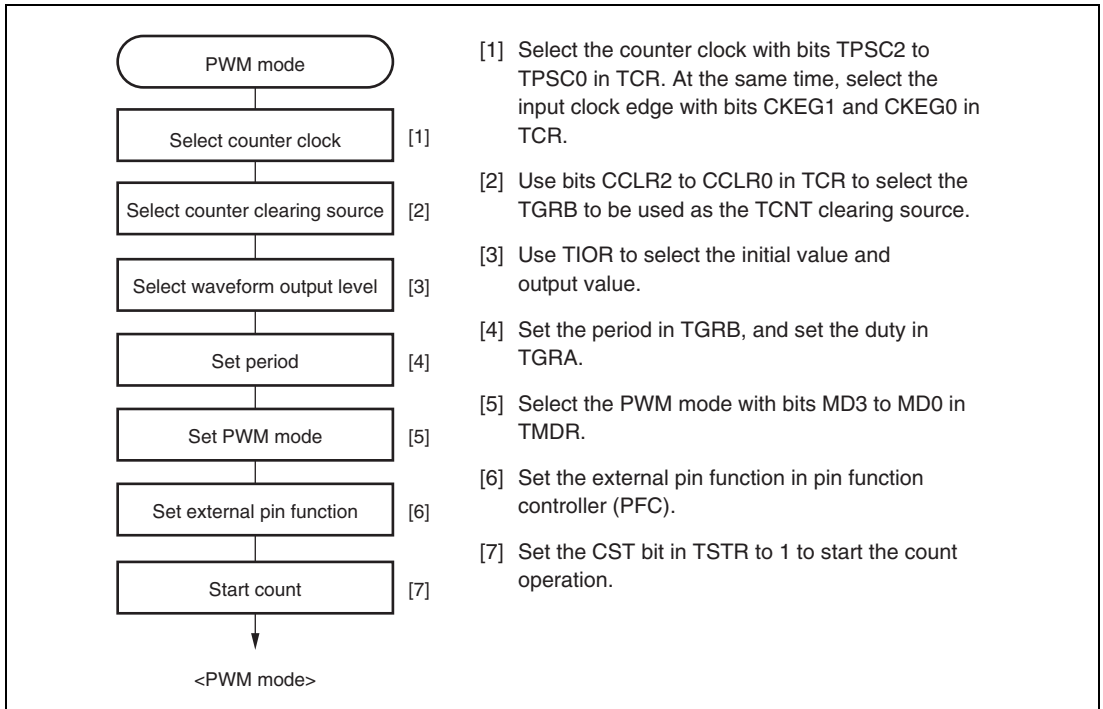 PWM mode
Select counter clock [1]
Select counter clearing source [2]
Select waveform output level [3]
Set period [4]
Set PWM mode [5]
Set external pin function [6]
Start count [7]
<PWM mode>
[1] Select the counter clock with bits TPSC2 to
TPSC0 in TCR. At the same time, select the
input clock edge with bits CKEG1 and CKEG0 in
TCR.
[2] Use bits CCLR2 to CCLR0 in TCR to select the
TGRB to be used as the TCNT clearing source.
[3] Use TIOR to select the initial value and
output value.
[4] Set the period in TGRB, and set the duty in
TGRA.
[5] Select the PWM mode with bits MD3 to MD0 in
TMDR.
[6] Set the external pin function in pin function
controller (PFC).
[7] Set the CST bit in TSTR to 1 to start the count
operation.